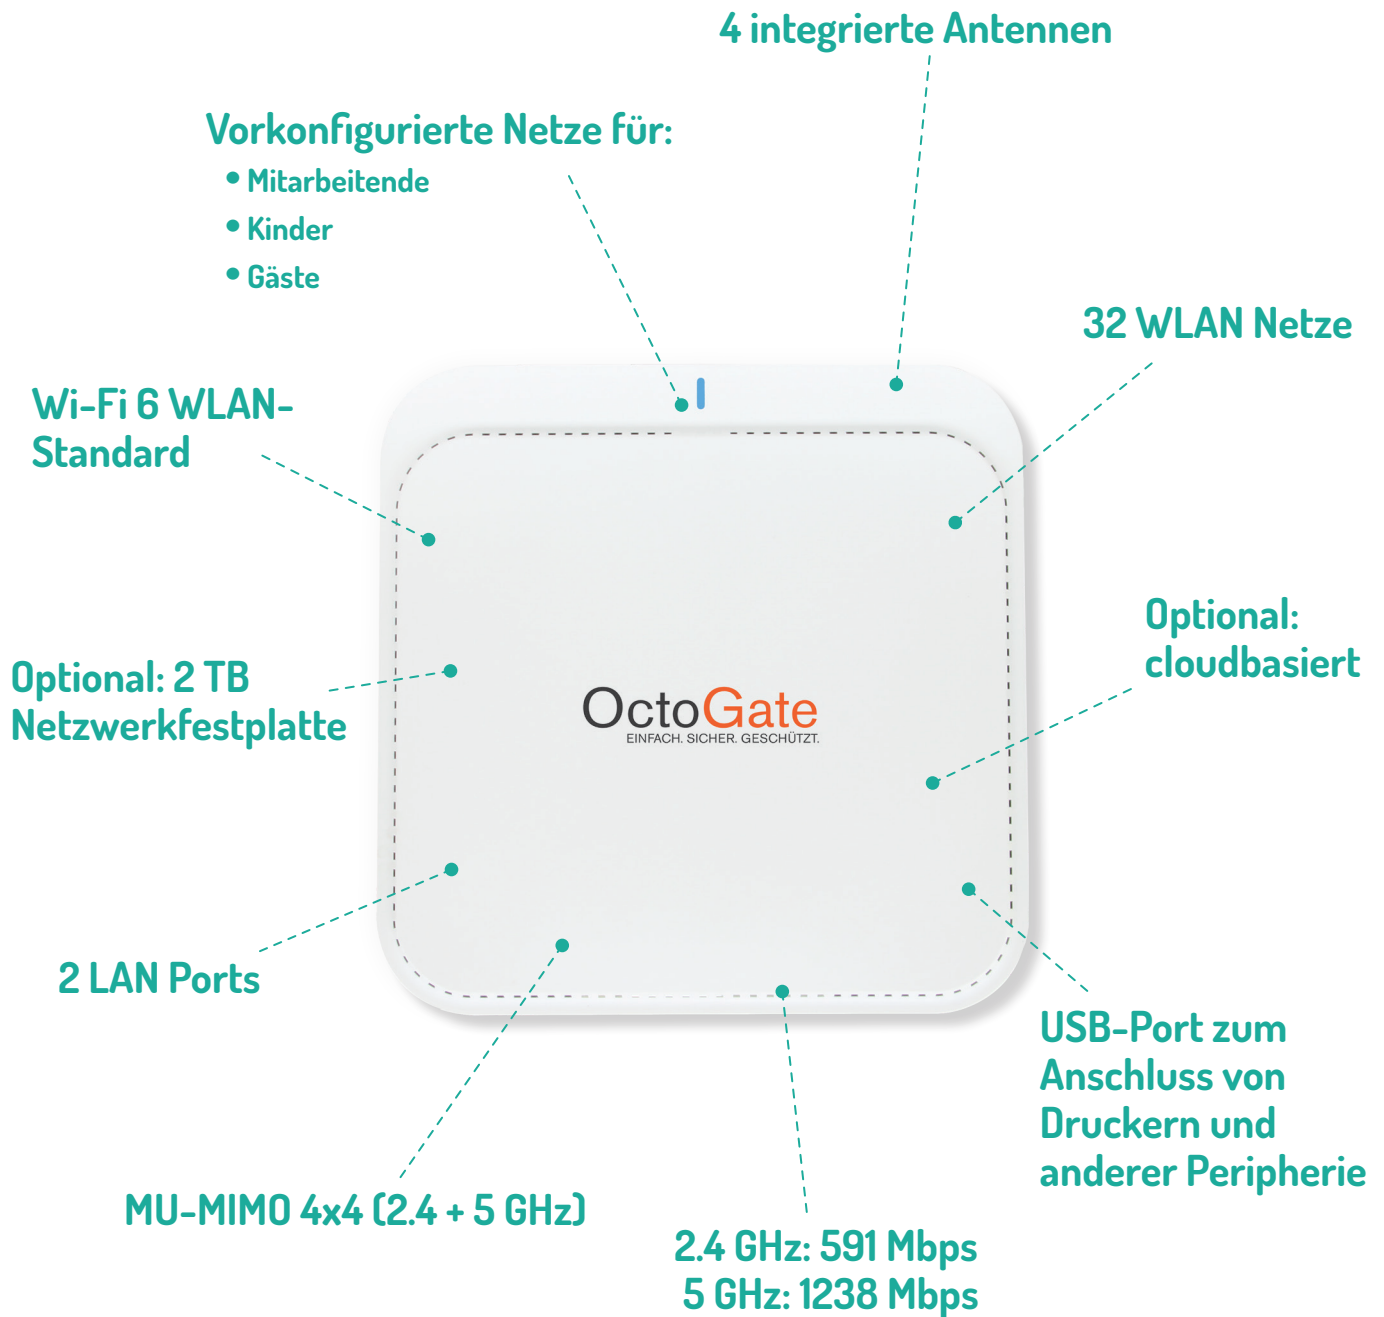 4 integrierte Antennen
Vorkonfigurierte Netze für:
• Mitarbeitende
• Kinder
• Gäste
32 WLAN Netze
Wi-Fi 6 WLAN-
Standard
Optional:
cloudbasiert
Optional: 2 TB
Netzwerkfestplatte
OctoGate
EINFACH. SICHER. GESCHÜTZT.
2 LAN Ports
USB-Port zum
Anschluss von
Druckern und
anderer Peripherie
MU-MIMO 4x4 (2.4 + 5 GHz)
2.4 GHz: 591 Mbps
5 GHz: 1238 Mbps